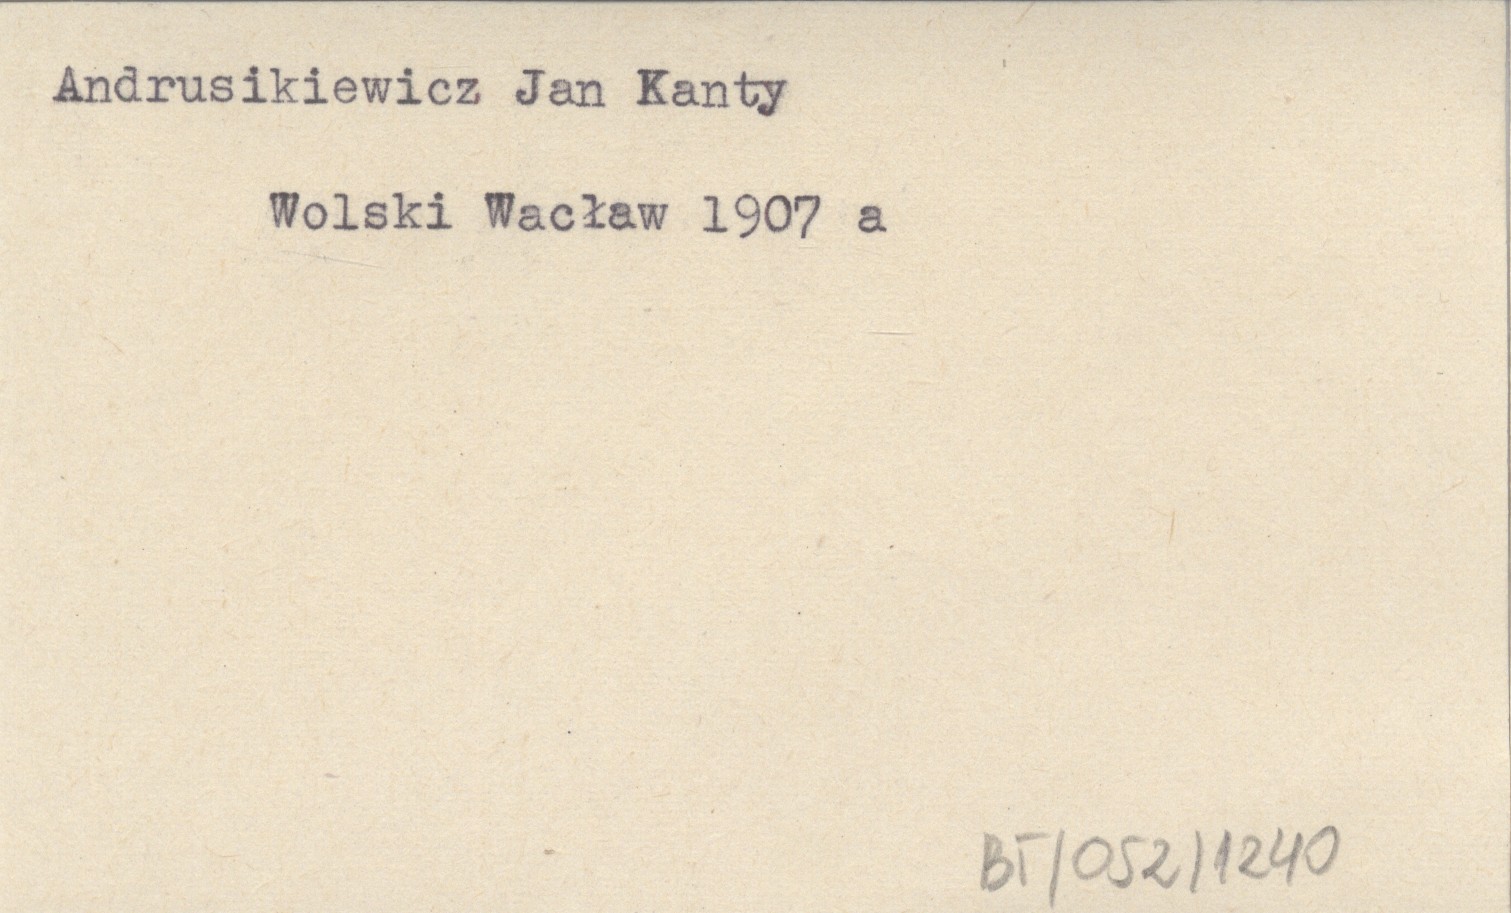 Andrusikiewicz Jan Kanty
Wolski Wacław 1907 a
BT/052/1240